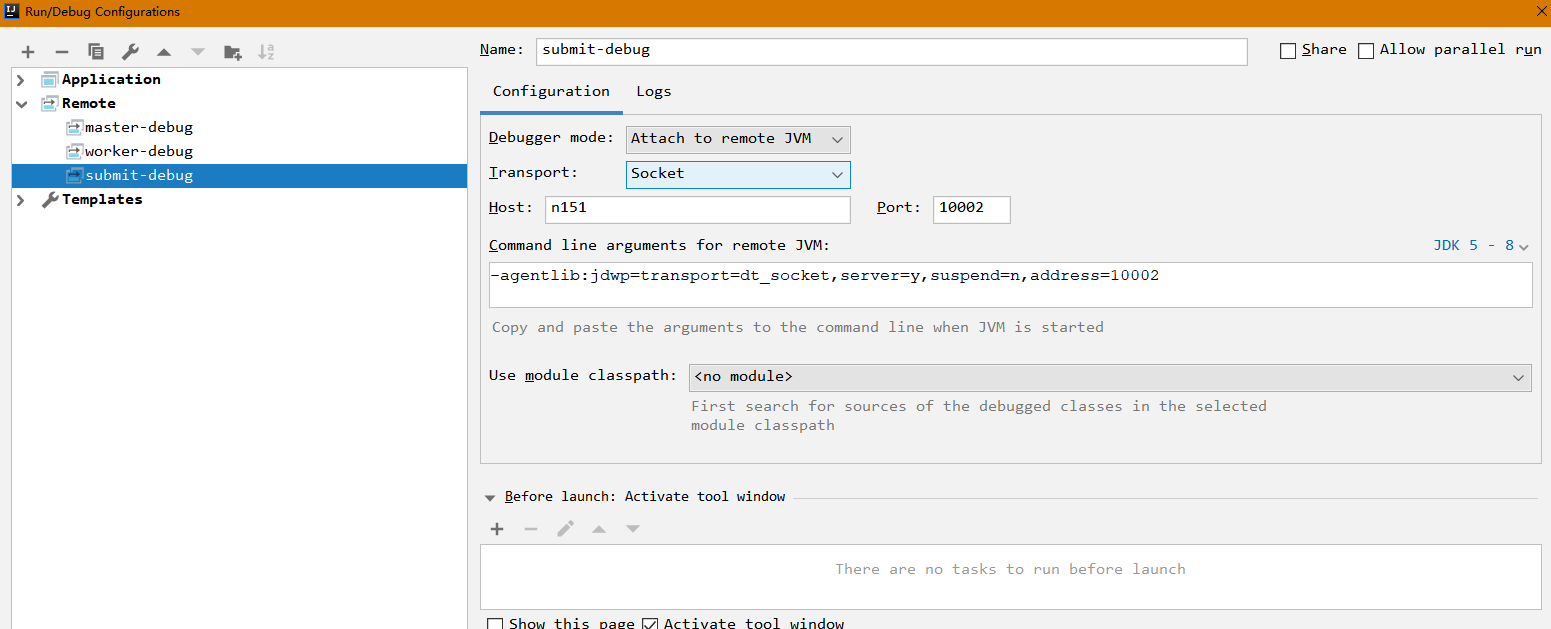 Run/Debug Configurations
Name: submit-debug
Share
Allow parallel run
Application
Remote
master-debug
worker-debug
submit-debug
Templates
Configuration
Logs
Debugger mode: Attach to remote JVM
Transport: Socket
Host: n151
Port: 10002
Command line arguments for remote JVM:
JDK 5 - 8
-agentlib:jdwp=transport=dt_socket,server=y,suspend=n,address=10002
Copy and paste the arguments to the command line when JVM is started
Use module classpath: <no module>
First search for sources of the debugged classes in the selected
module classpath
Before launch: Activate tool window
There are no tasks to run before launch
Show this page
Activate tool window